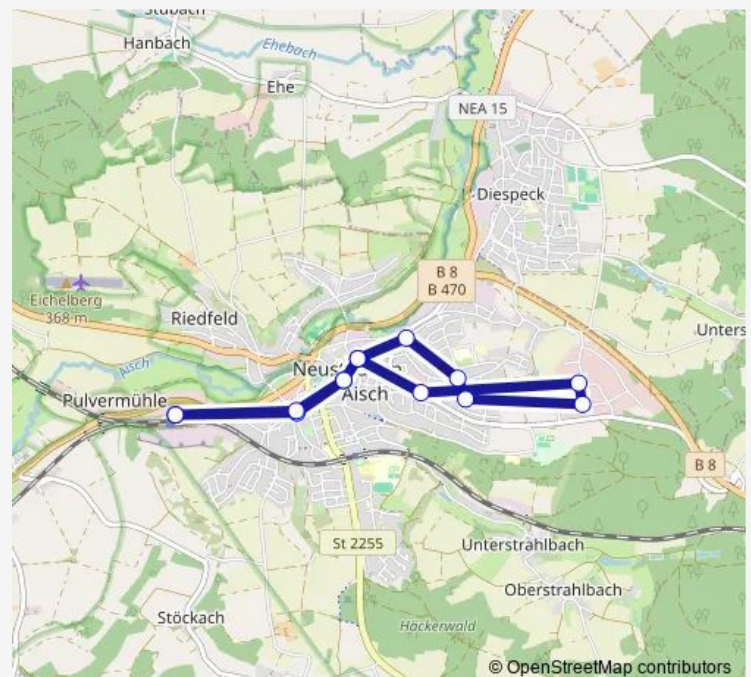 Stübach
Hanbach
Ehebach
Ehe
NEA 15
Diespeck
B 8
B 470
Eichelberg
368 m
Riedfeld
Unters
Aisch
Neust
Aisch
Pulvermühle
B 8
St 2255
Unterstrahlbach
Oberstrahlbach
Stöckach
Häckerwald
© OpenStreetMap contributors